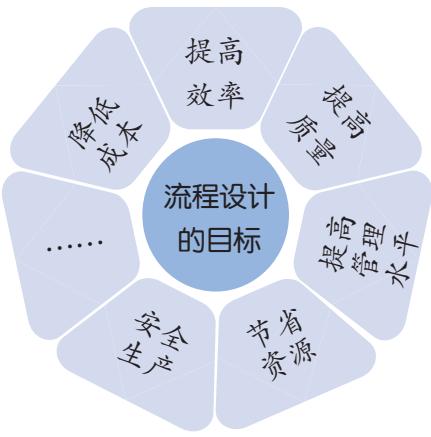 流程设计
的目标
提高
效率
提高
质量
提高
管理
水平
节省
资源
安全
生产
……
降低
成本